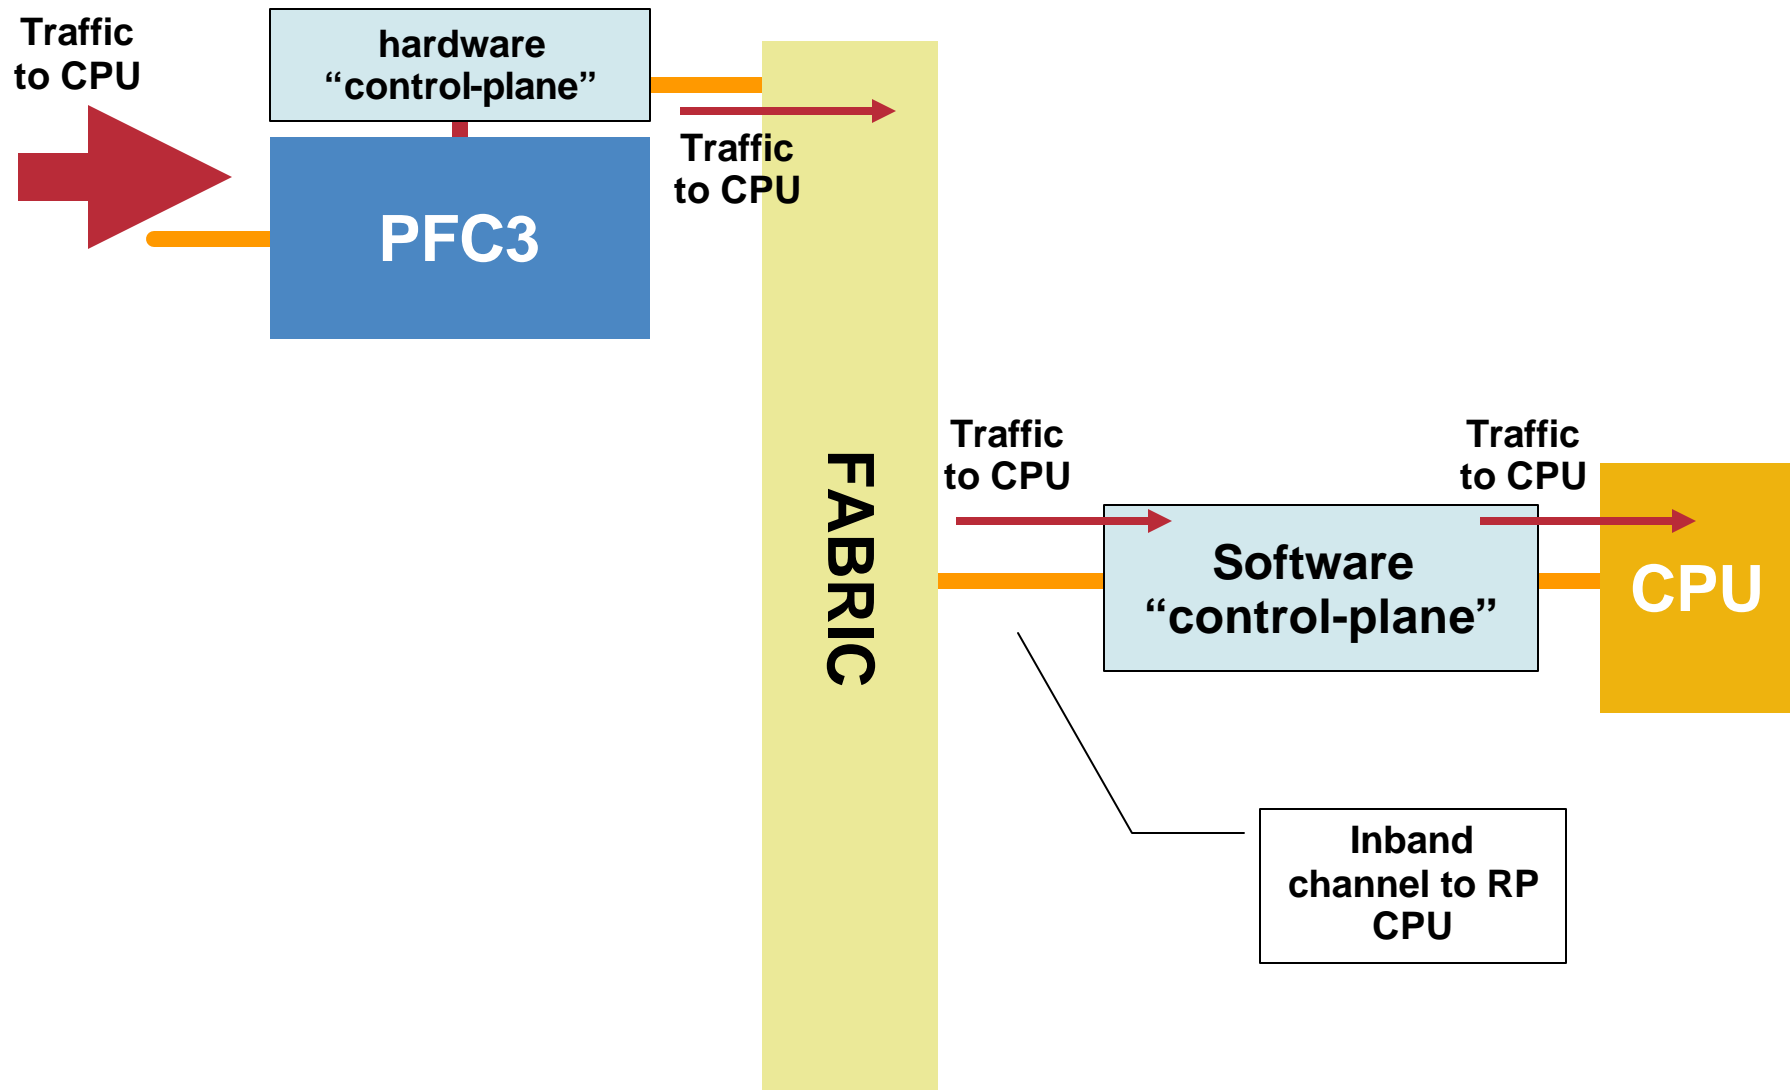 Traffic
to CPU
hardware
“control-plane”
Traffic
to CPU
PFC3
FABRIC
Traffic
to CPU
Traffic
to CPU
Software
“control-plane”
CPU
Inband
channel to RP
CPU